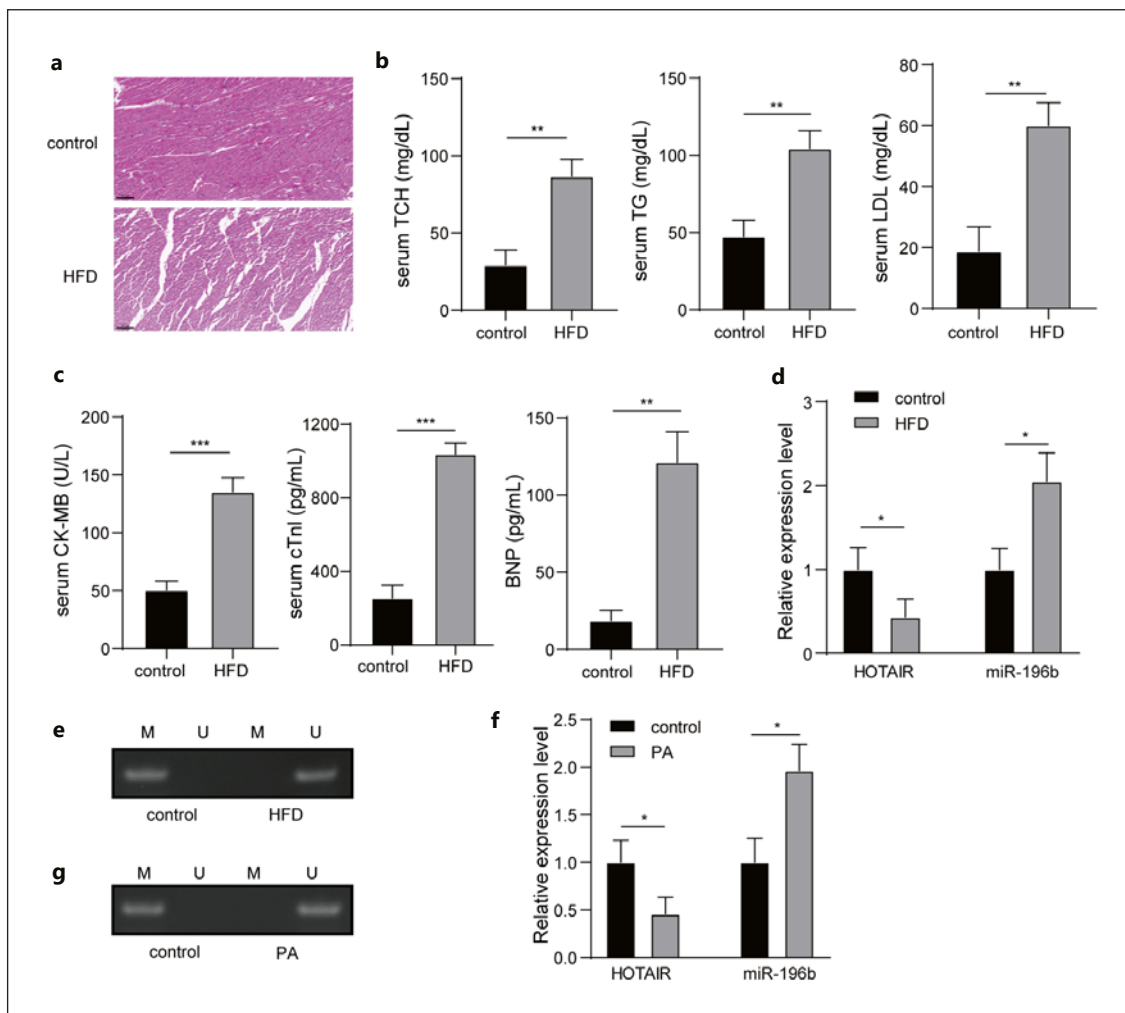 a
control
HFD
b
serum TCH (mg/dL)
150
100
50
0
**
control HFD
serum TG (mg/dL)
150
100
50
0
**
control HFD
serum LDL (mg/dL)
80
60
40
20
0
**
control HFD
c
serum CK-MB (U/L)
200
150
100
50
0
***
control HFD
serum cTnI (pg/mL)
1200
800
400
0
***
control HFD
BNP (pg/mL)
150
100
50
0
**
control HFD
d
control
HFD
Relative expression level
3
2
1
0
*
*
HOTAIR miR-196b
e
M U M U
control HFD
f
control
PA
Relative expression level
2.5
2.0
1.5
1.0
0.5
0.0
*
*
HOTAIR miR-196b
g
M U M U
control PA